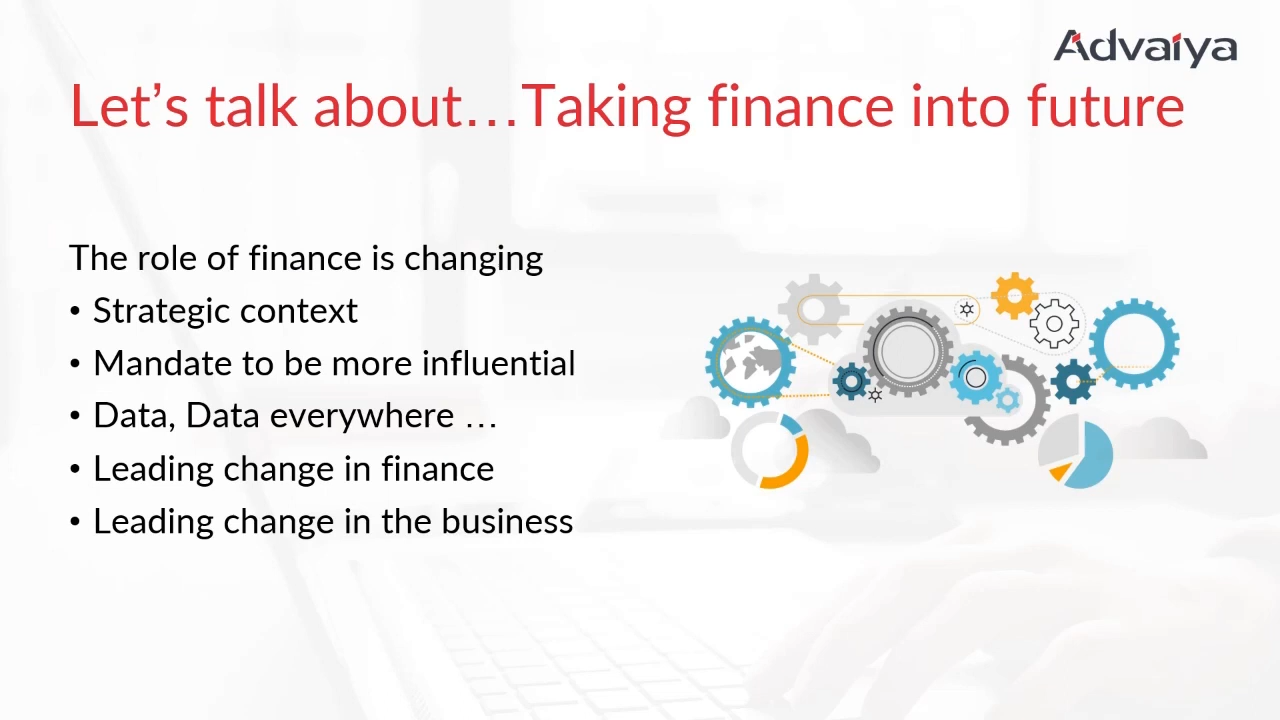 Advaiya
Let’s talk about…Taking finance into future
The role of finance is changing
• Strategic context
• Mandate to be more influential
• Data, Data everywhere …
• Leading change in finance
• Leading change in the business